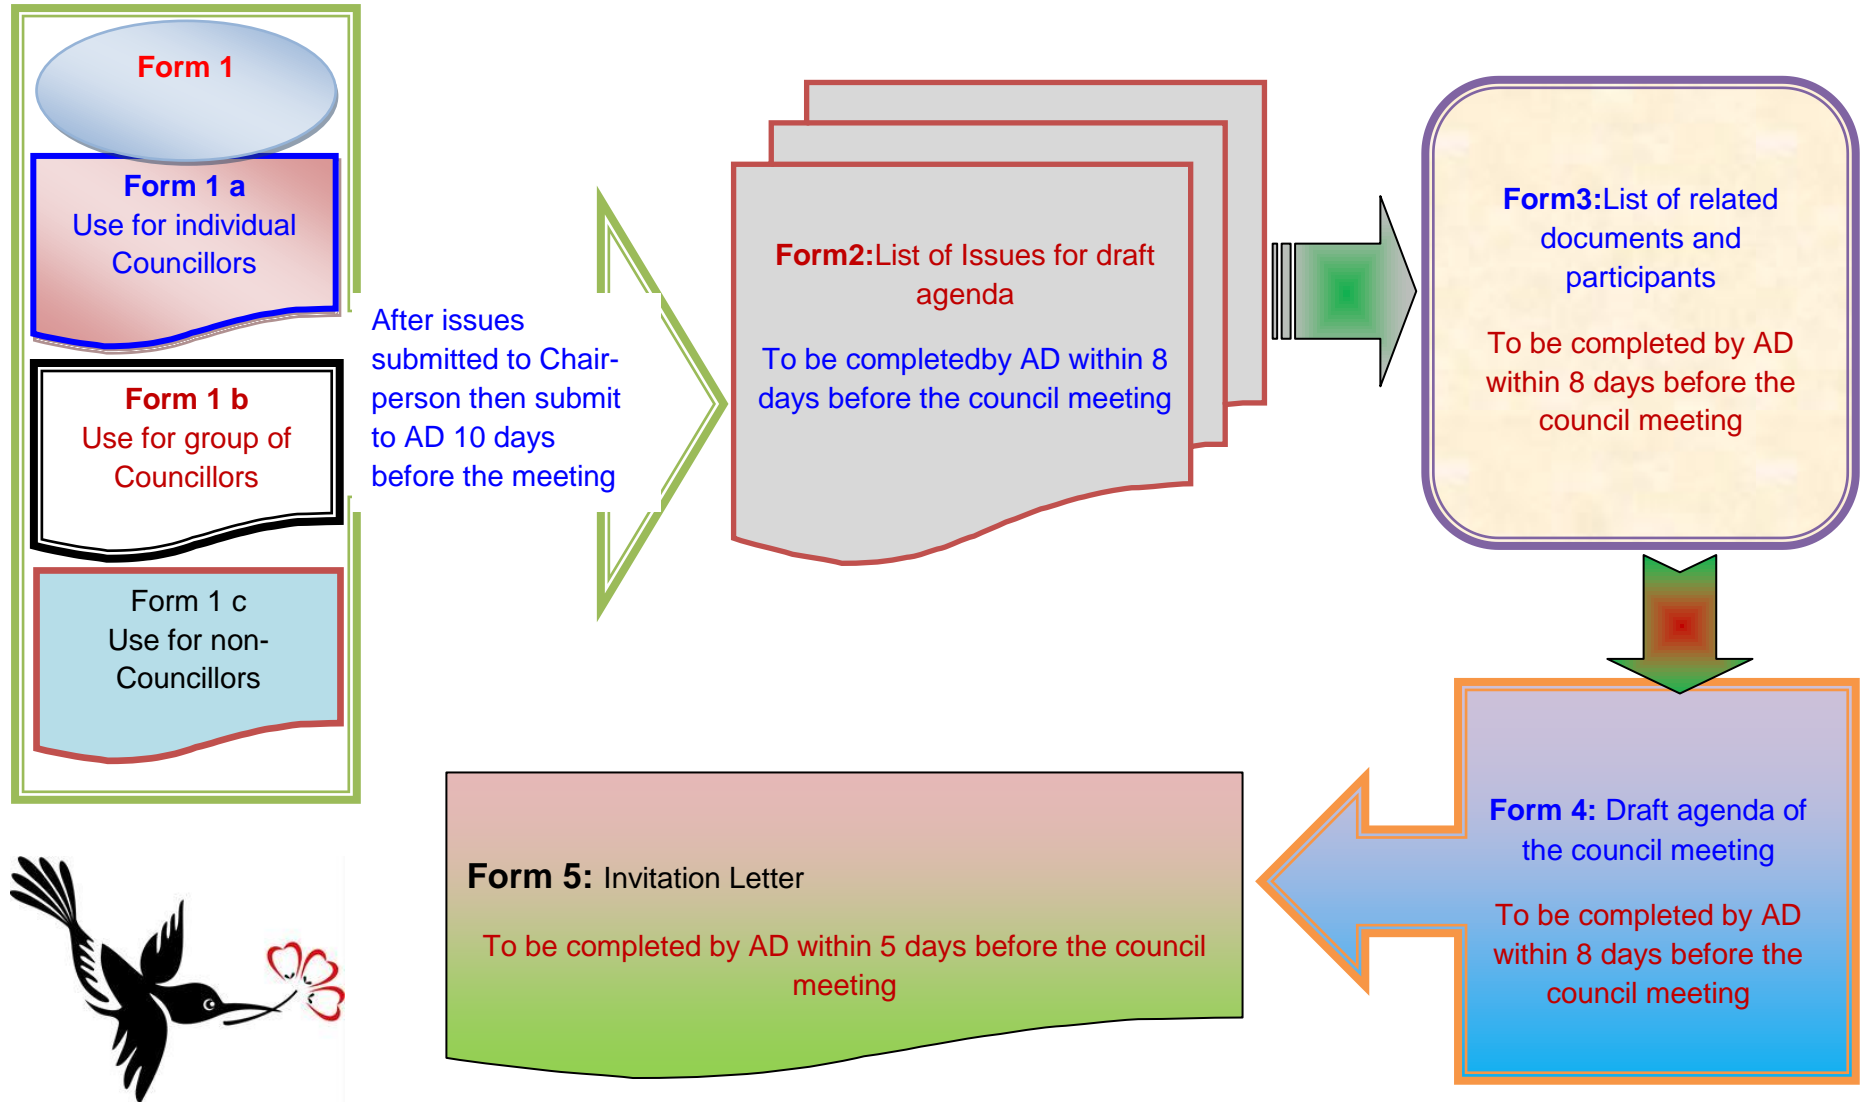 Form 1
Form 1 a
Use for individual
Councillors
Form 1 b
Use for group of
Councillors
Form 1 c
Use for non-
Councillors
After issues
submitted to Chair-
person then submit
to AD 10 days
before the meeting
Form2:List of Issues for draft
agenda
To be completedby AD within 8
days before the council meeting
Form3:List of related
documents and
participants
To be completed by AD
within 8 days before the
council meeting
Form 4: Draft agenda of
the council meeting
To be completed by AD
within 8 days before the
council meeting
Form 5: Invitation Letter
To be completed by AD within 5 days before the council
meeting